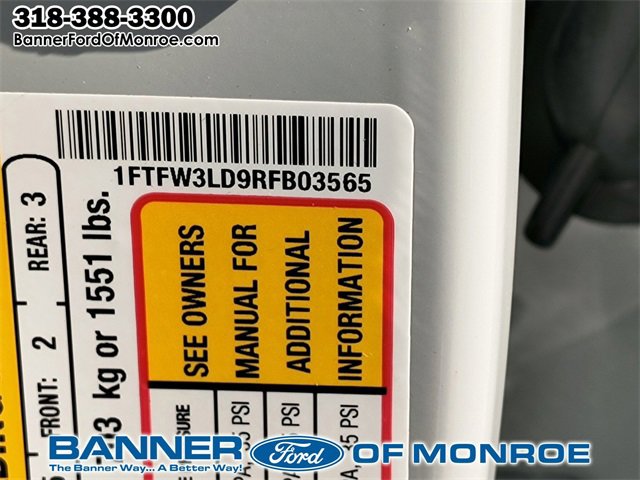 318-388-3300
BannerFordOfMonroe.com
1FTFW3LD9RFB03565
SEE OWNERS
MANUAL FOR
ADDITIONAL
INFORMATION
REAR: 3
FRONT: 2
kg or 1551 lbs.
PSI
PSI
BANNER Ford OF MONROE
The Banner Way... A Better Way!